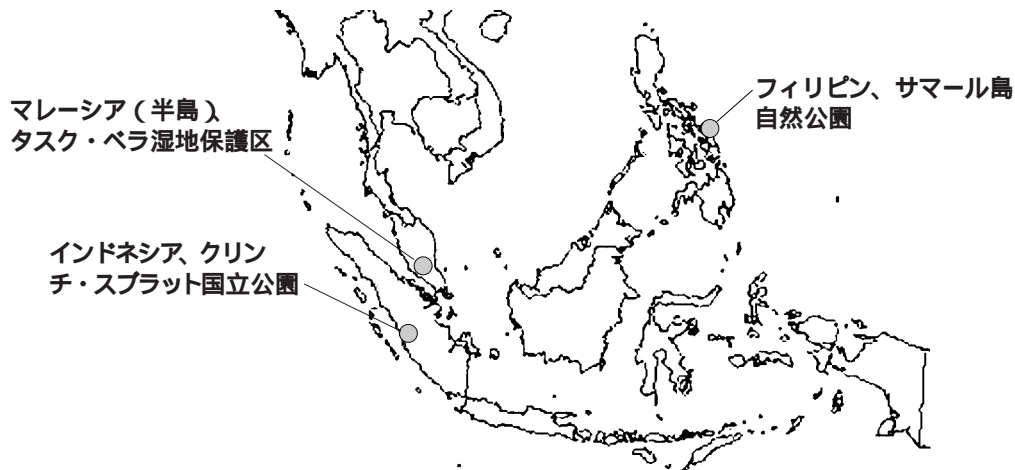 フィリピン、サマール島
自然公園
マレーシア（半島）、
タスク・ベラ湿地保護区
インドネシア、クリン
チ・スブラット国立公園